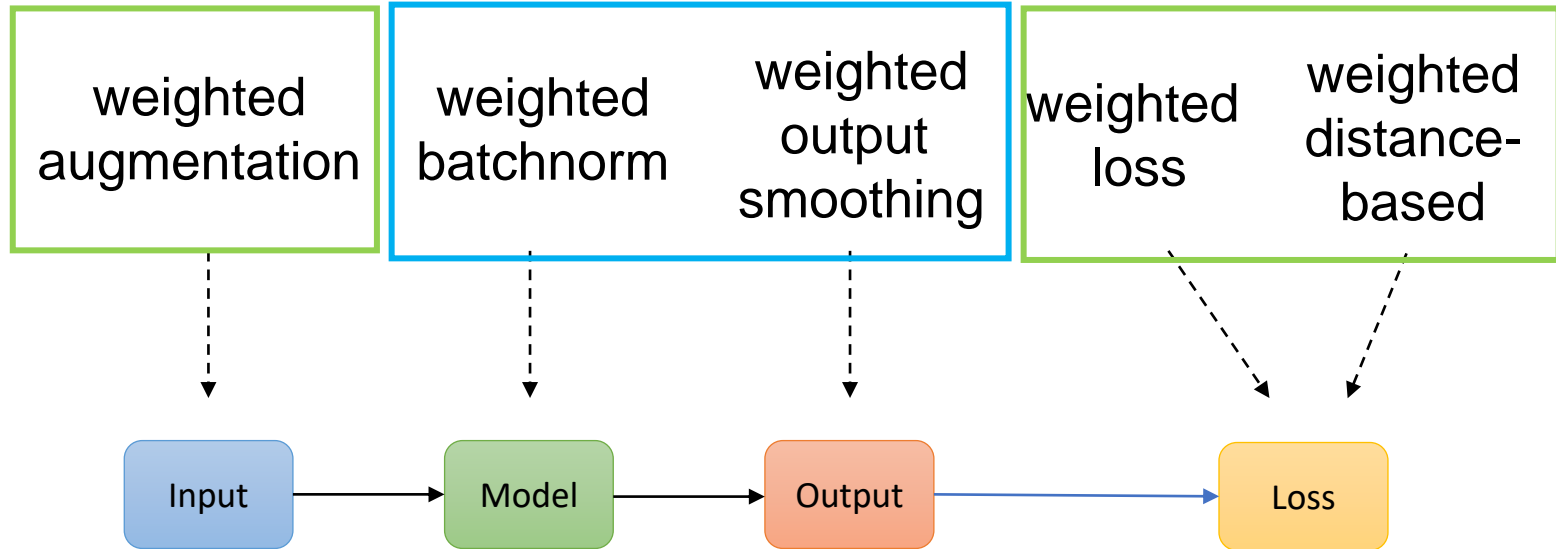 weighted
augmentation
weighted
batchnorm
weighted
output
smoothing
weighted
loss
weighted
distance-
based
Input
Model
Output
Loss